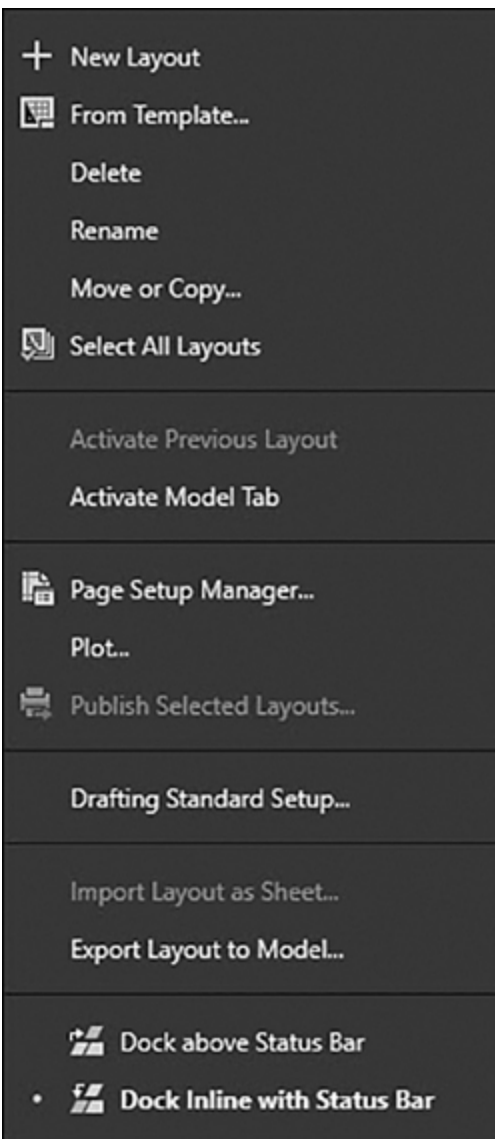 New Layout
From Template...
Delete
Rename
Move or Copy...
Select All Layouts
Activate Previous Layout
Activate Model Tab
Page Setup Manager...
Plot...
Publish Selected Layouts...
Drafting Standard Setup...
Import Layout as Sheet...
Export Layout to Model...
Dock above Status Bar
Dock Inline with Status Bar